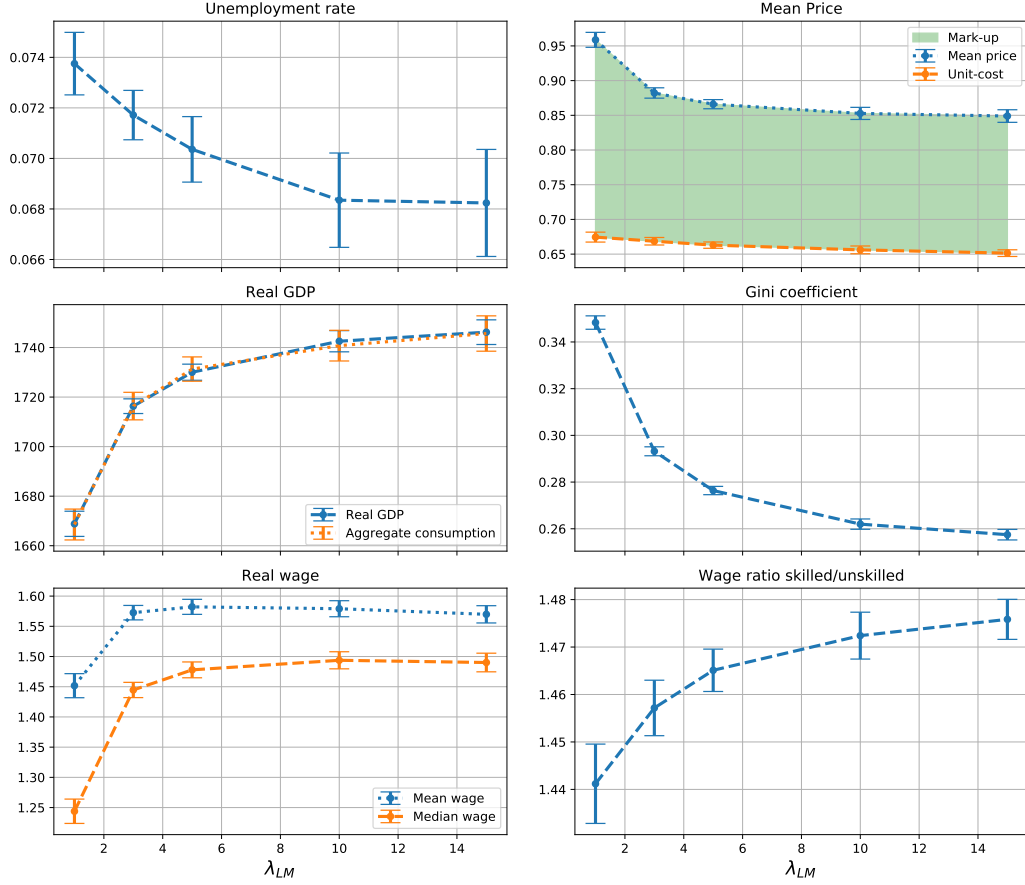 Unemployment rate
0.074
0.072
0.070
0.068
0.066
Mean Price
0.95
0.90
0.85
0.80
0.75
0.70
0.65
Mark-up
Mean price
Unit-cost
Real GDP
1740
1720
1700
1680
1660
Real GDP
Aggregate consumption
Gini coefficient
0.34
0.32
0.30
0.28
0.26
Real wage
1.60
1.55
1.50
1.45
1.40
1.35
1.30
1.25
Mean wage
Median wage
2 4 6 8 10 12 14
λ_LM
Wage ratio skilled/unskilled
1.48
1.47
1.46
1.45
1.44
2 4 6 8 10 12 14
λ_LM